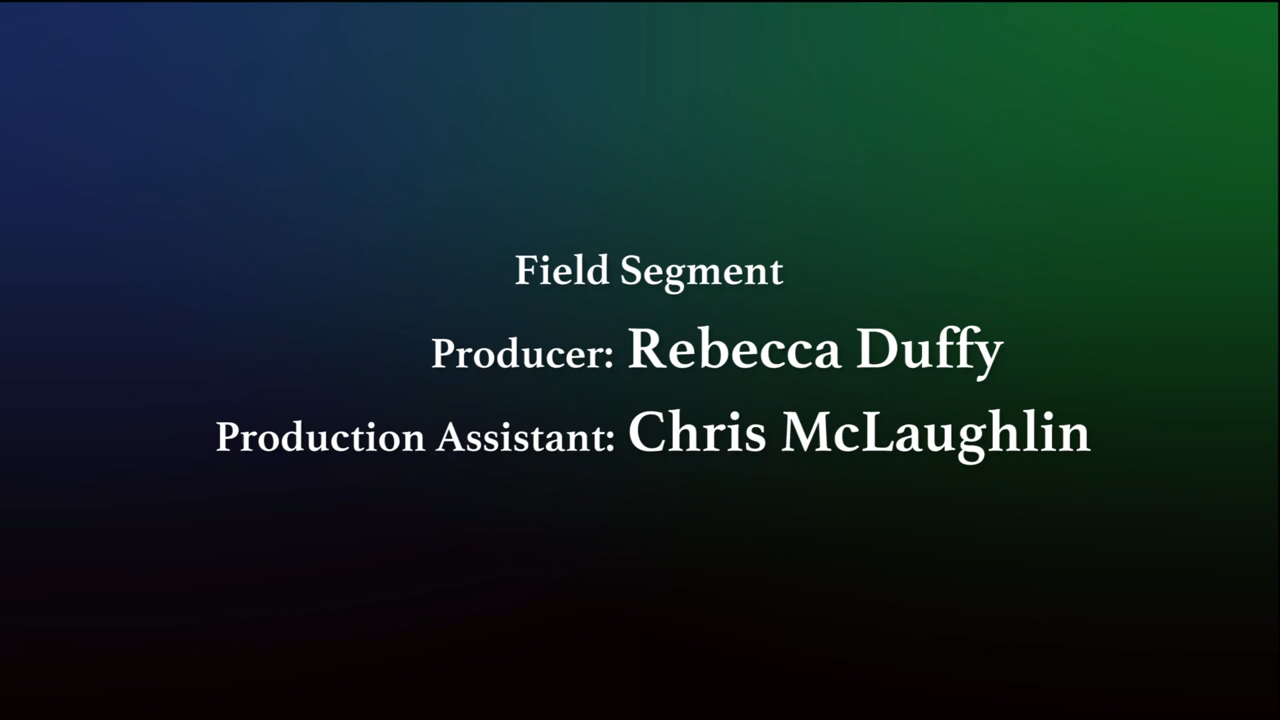 Field Segment
Producer: Rebecca Duffy
Production Assistant: Chris McLaughlin